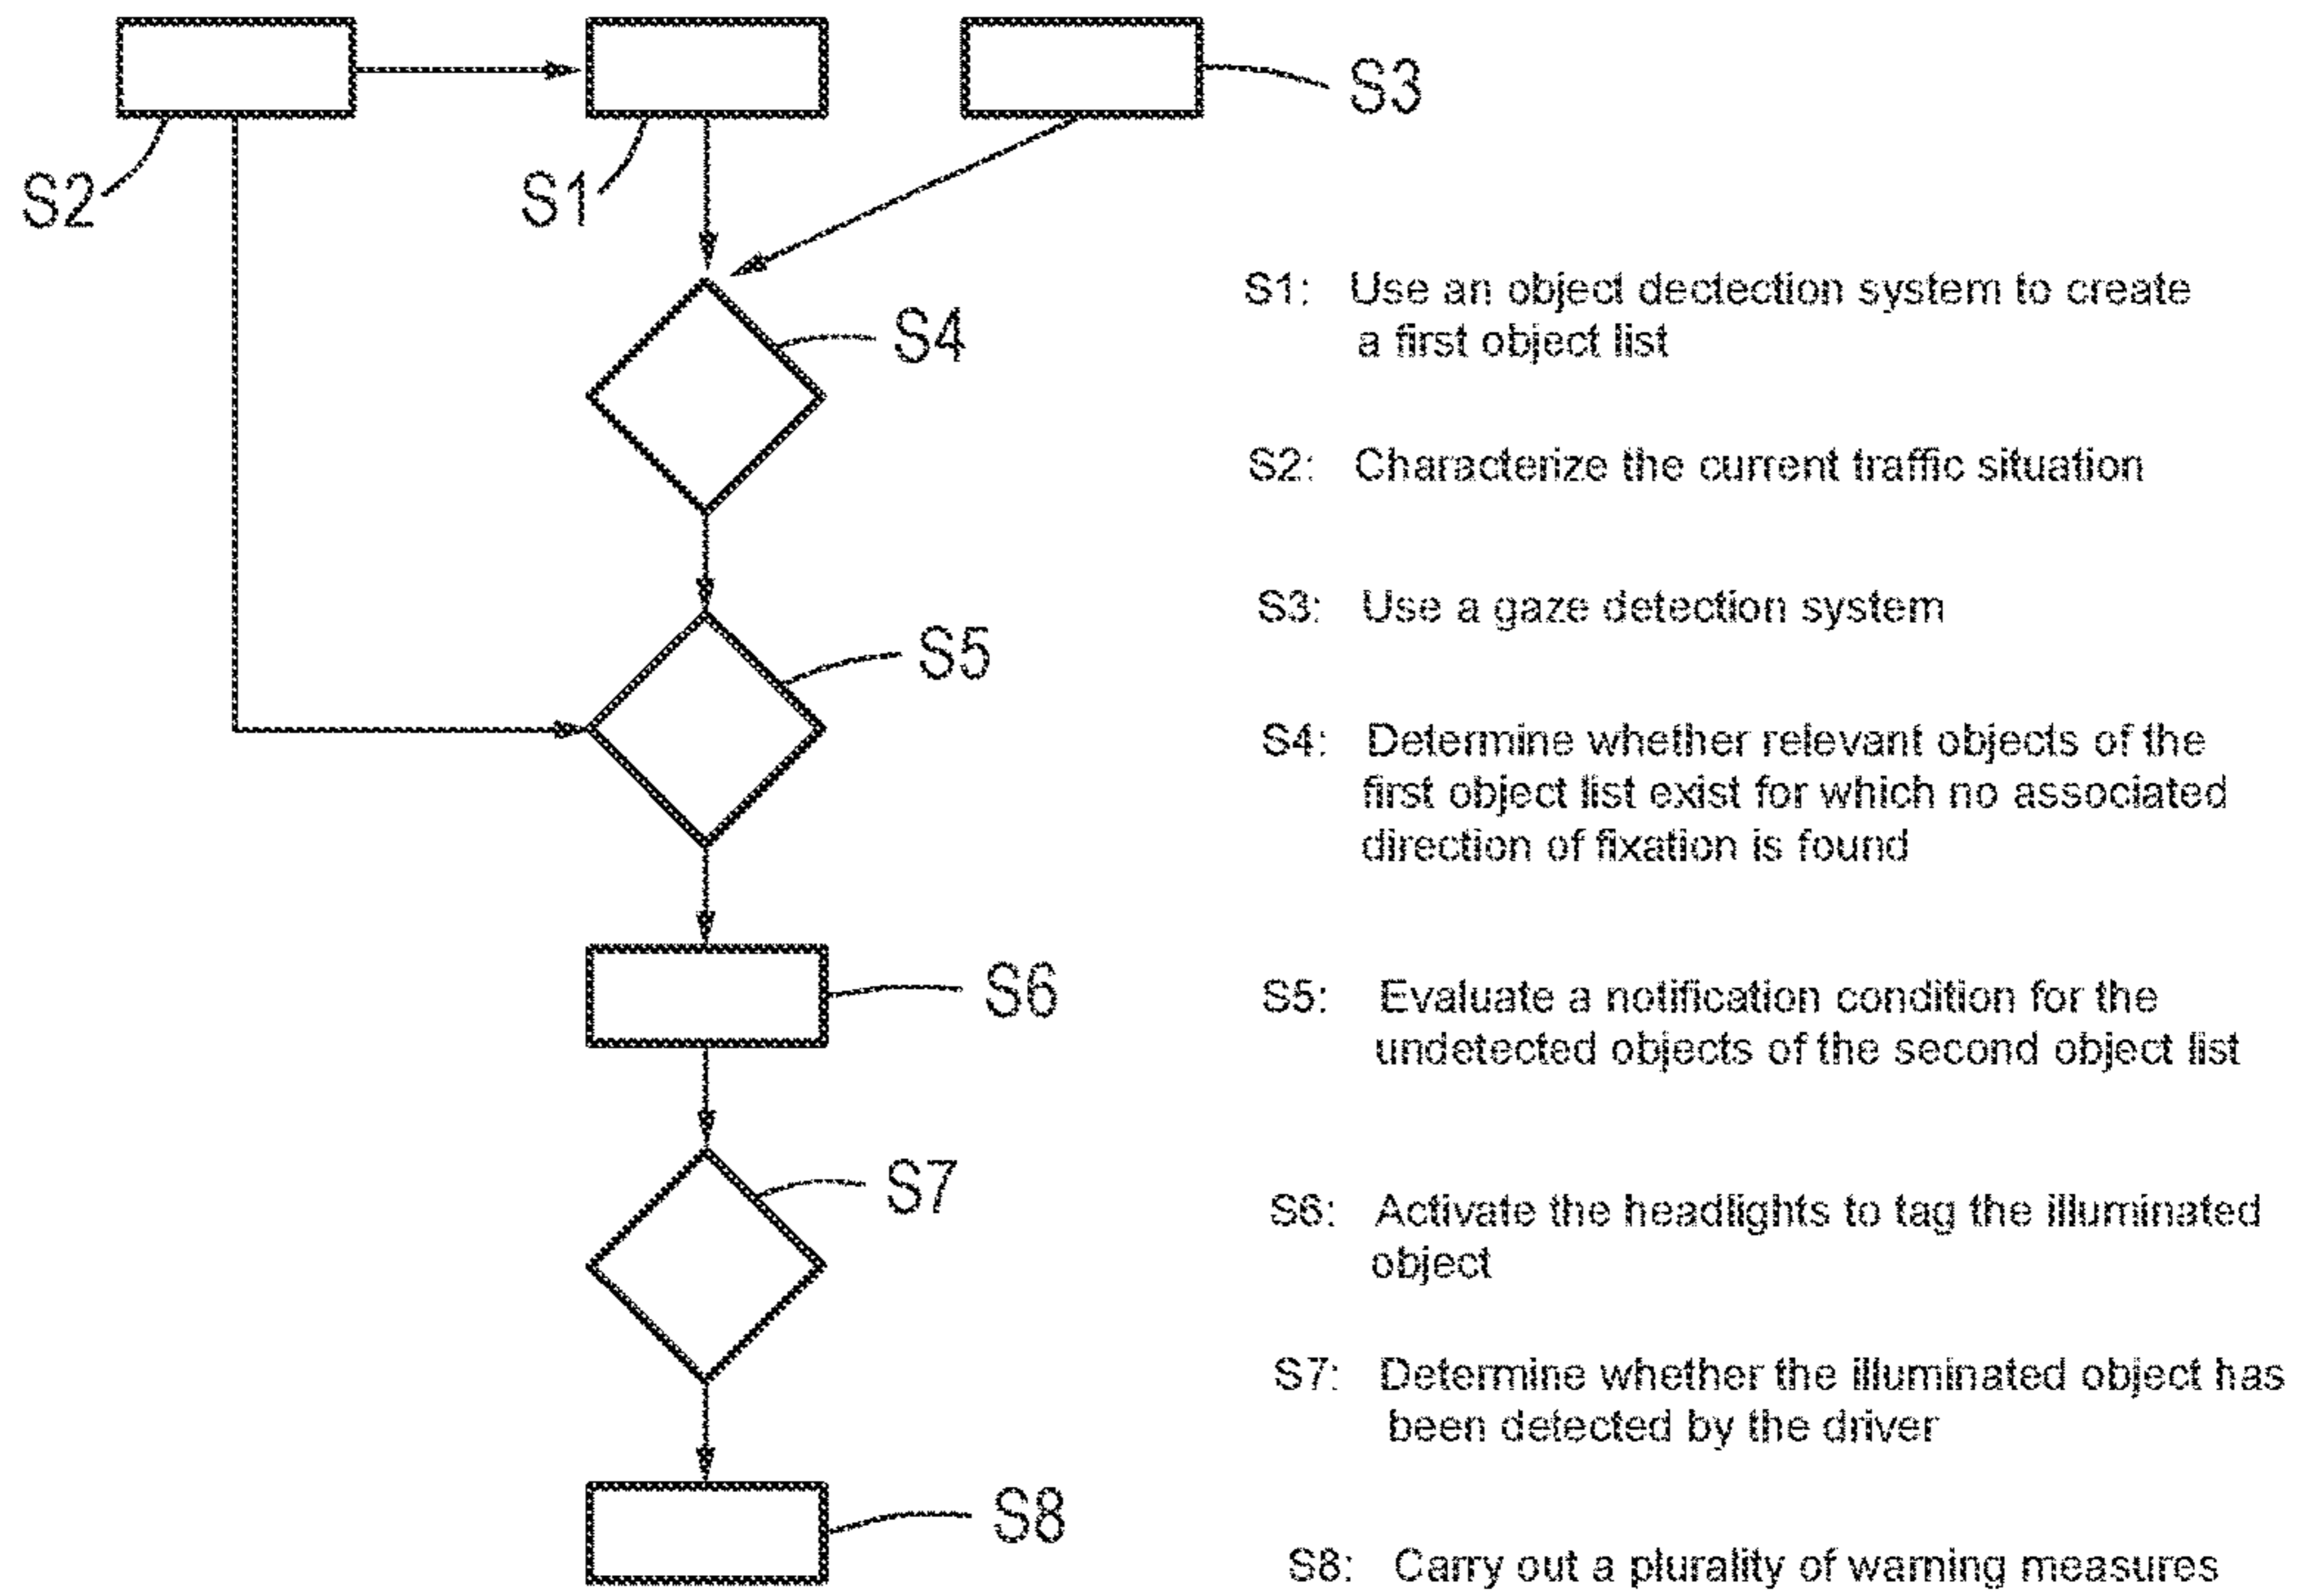 S3
S2
S1
S4
S5
S6
S7
S8
S1: Use an object dectection system to create
a first object list
S2: Characterize the current traffic situation
S3: Use a gaze detection system
S4: Determine whether relevant objects of the
first object list exist for which no associated
direction of fixation is found
S5: Evaluate a notification condition for the
undetected objects of the second object list
S6: Activate the headlights to tag the illuminated
object
S7: Determine whether the illuminated object has
been detected by the driver
S8: Carry out a plurality of warning measures